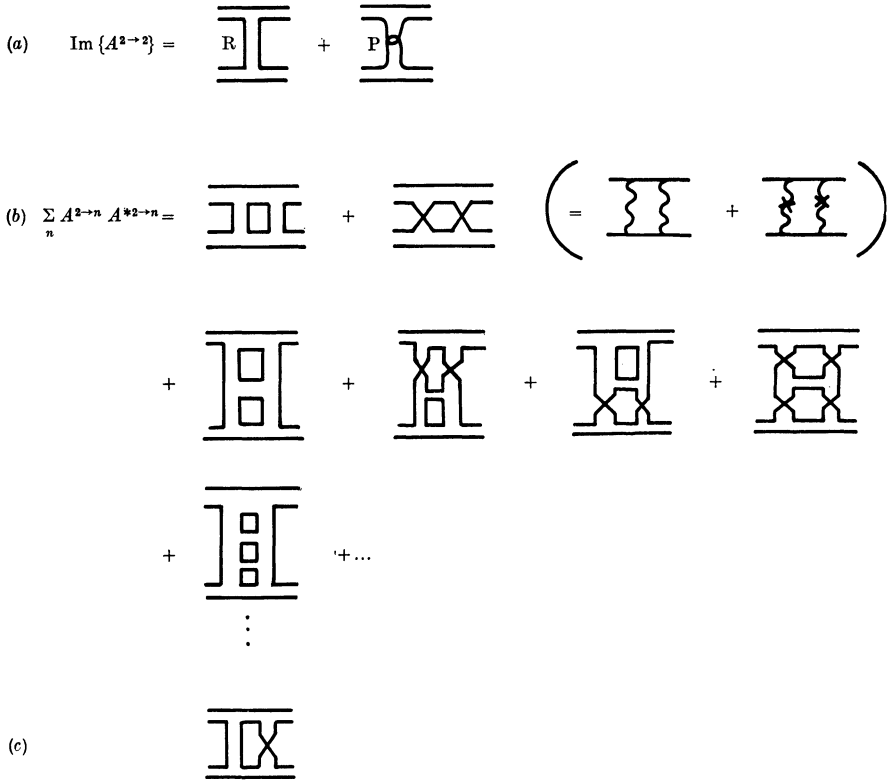 (a) Im {A^{2→2}} = R + P
(b) Σ_n A^{2→n} A^{*2→n} = + ( = + )
+ + + +
+ + ...
(c)